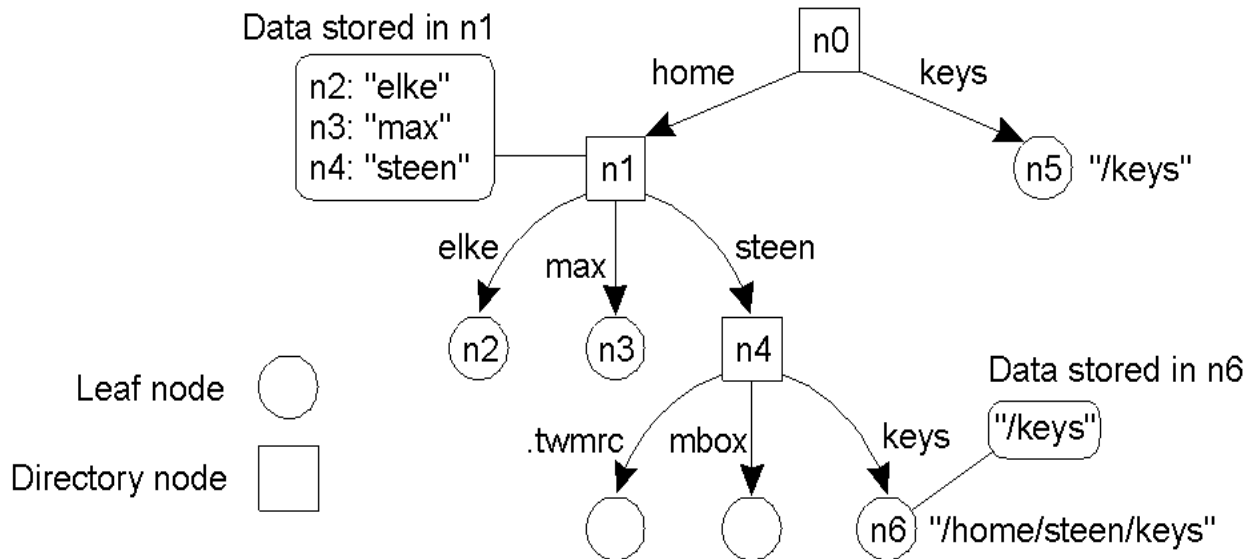 Data stored in n1
n0
n2: "elke"
n3: "max"
n4: "steen"
home
keys
n1
n5
"/keys"
elke
max
steen
n2
n3
n4
Leaf node
Data stored in n6
"/keys"
.twmrc
mbox
keys
Directory node
n6
"/home/steen/keys"